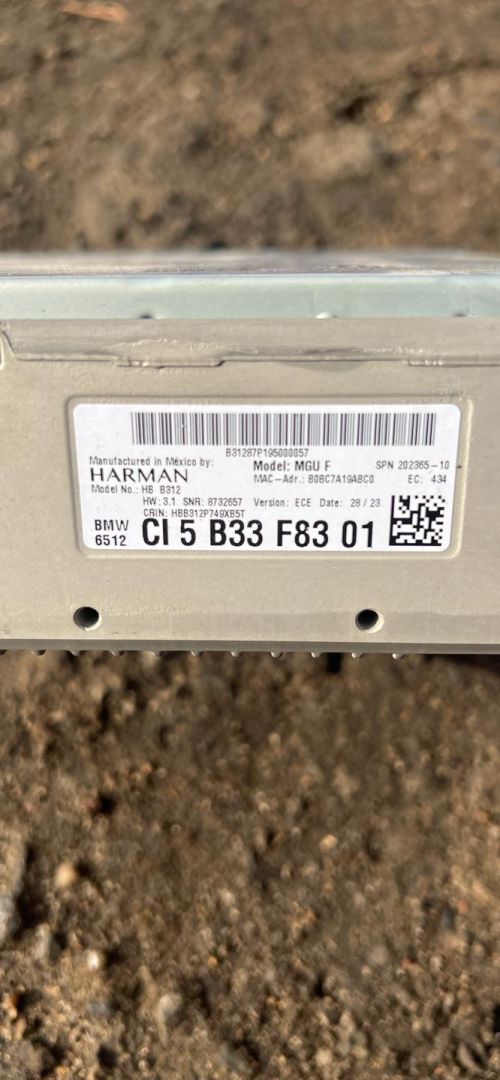 B31287P195000057
Manufactured in México by: Model: MGU F SPN 202365-10
HARMAN MAC-Adr.: B0BC7A19ABC0 EC: 434
Model No.: HB B312
HW: 3.1 SNR: 8732657 Version: ECE Date: 28 / 23
CRIN: HBB312P749XB5T
BMW CI 5 B33 F83 01
6512